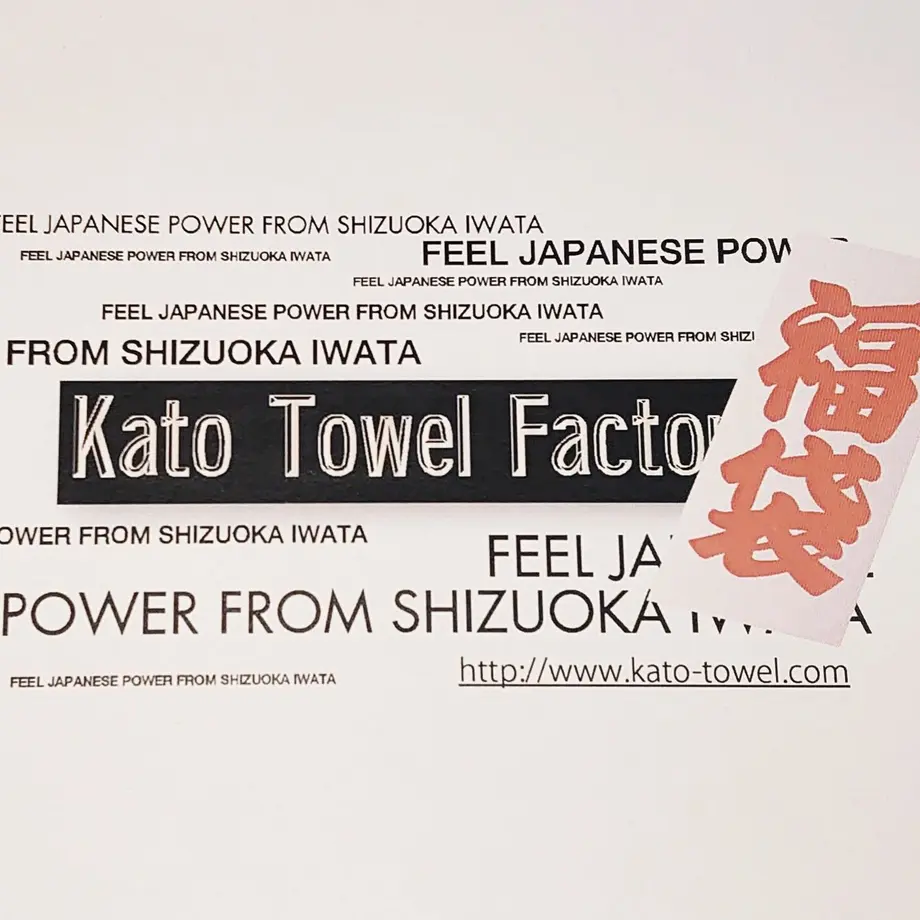 FEEL JAPANESE POWER FROM SHIZUOKA IWATA
FEEL JAPANESE POW
FEEL JAPANESE POWER FROM SHIZUOKA IWATA
FEEL JAPANESE POWER FROM SHIZUOKA IWATA
FEEL JAPANESE POWER FROM SHIZUOKA IWATA
FEEL JAPANESE POWER FROM SHIZ
FROM SHIZUOKA IWATA
Kato Towel Facto
福袋
OWER FROM SHIZUOKA IWATA
FEEL JA
POWER FROM SHIZUOKA IWATA
http://www.kato-towel.com
FEEL JAPANESE POWER FROM SHIZUOKA IWATA